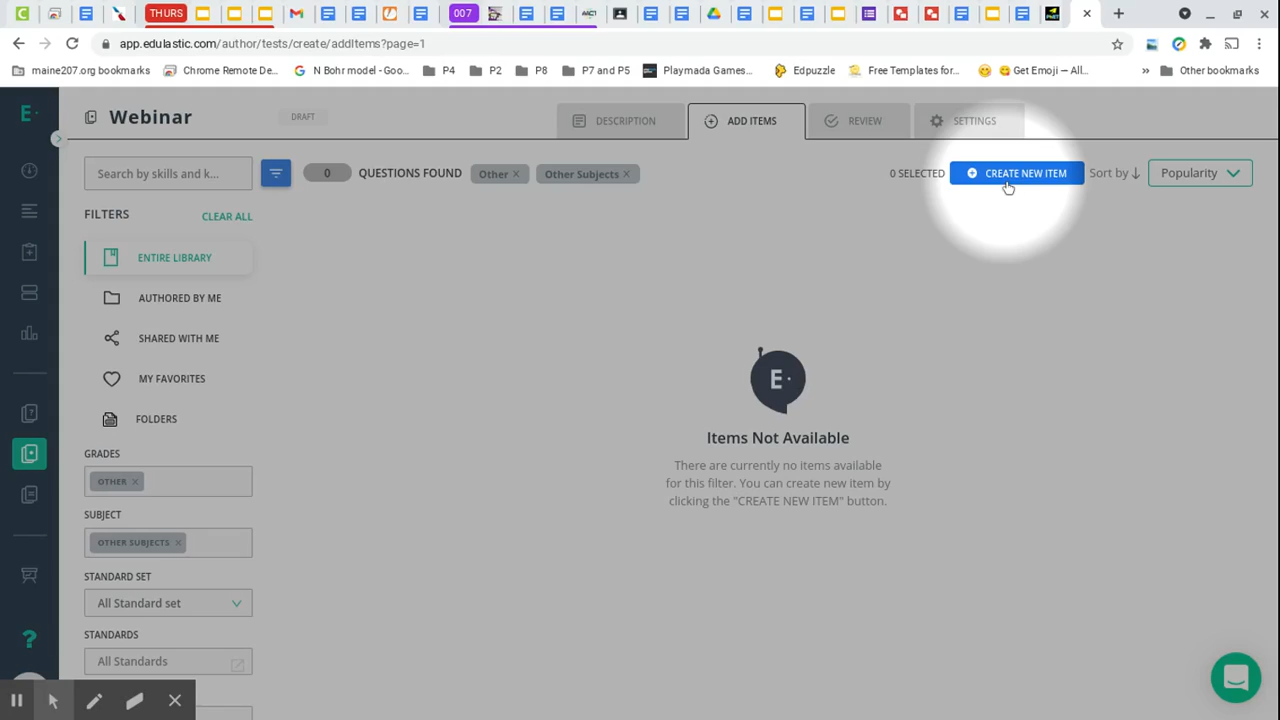 THURS
007
AACT
PhET
app.edulastic.com/author/tests/create/addItems?page=1
maine207.org bookmarks
Chrome Remote De...
N Bohr model - Goo...
P4
P2
P8
P7 and P5
Playmada Games...
Edpuzzle
Free Templates for...
Get Emoji — All...
»
Other bookmarks
E
Webinar
DRAFT
DESCRIPTION
ADD ITEMS
REVIEW
SETTINGS
Search by skills and k...
0
QUESTIONS FOUND
Other
Other Subjects
0 SELECTED
CREATE NEW ITEM
Sort by
Popularity
FILTERS
CLEAR ALL
ENTIRE LIBRARY
AUTHORED BY ME
SHARED WITH ME
MY FAVORITES
FOLDERS
E
Items Not Available
There are currently no items available
for this filter. You can create new item by
clicking the "CREATE NEW ITEM" button.
GRADES
OTHER
SUBJECT
OTHER SUBJECTS
STANDARD SET
All Standard set
STANDARDS
All Standards
?